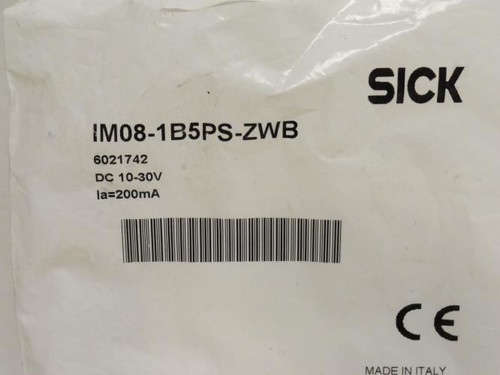 SICK
IM08-1B5PS-ZWB
6021742
DC 10-30V
Ia=200mA
CE
MADE IN ITALY